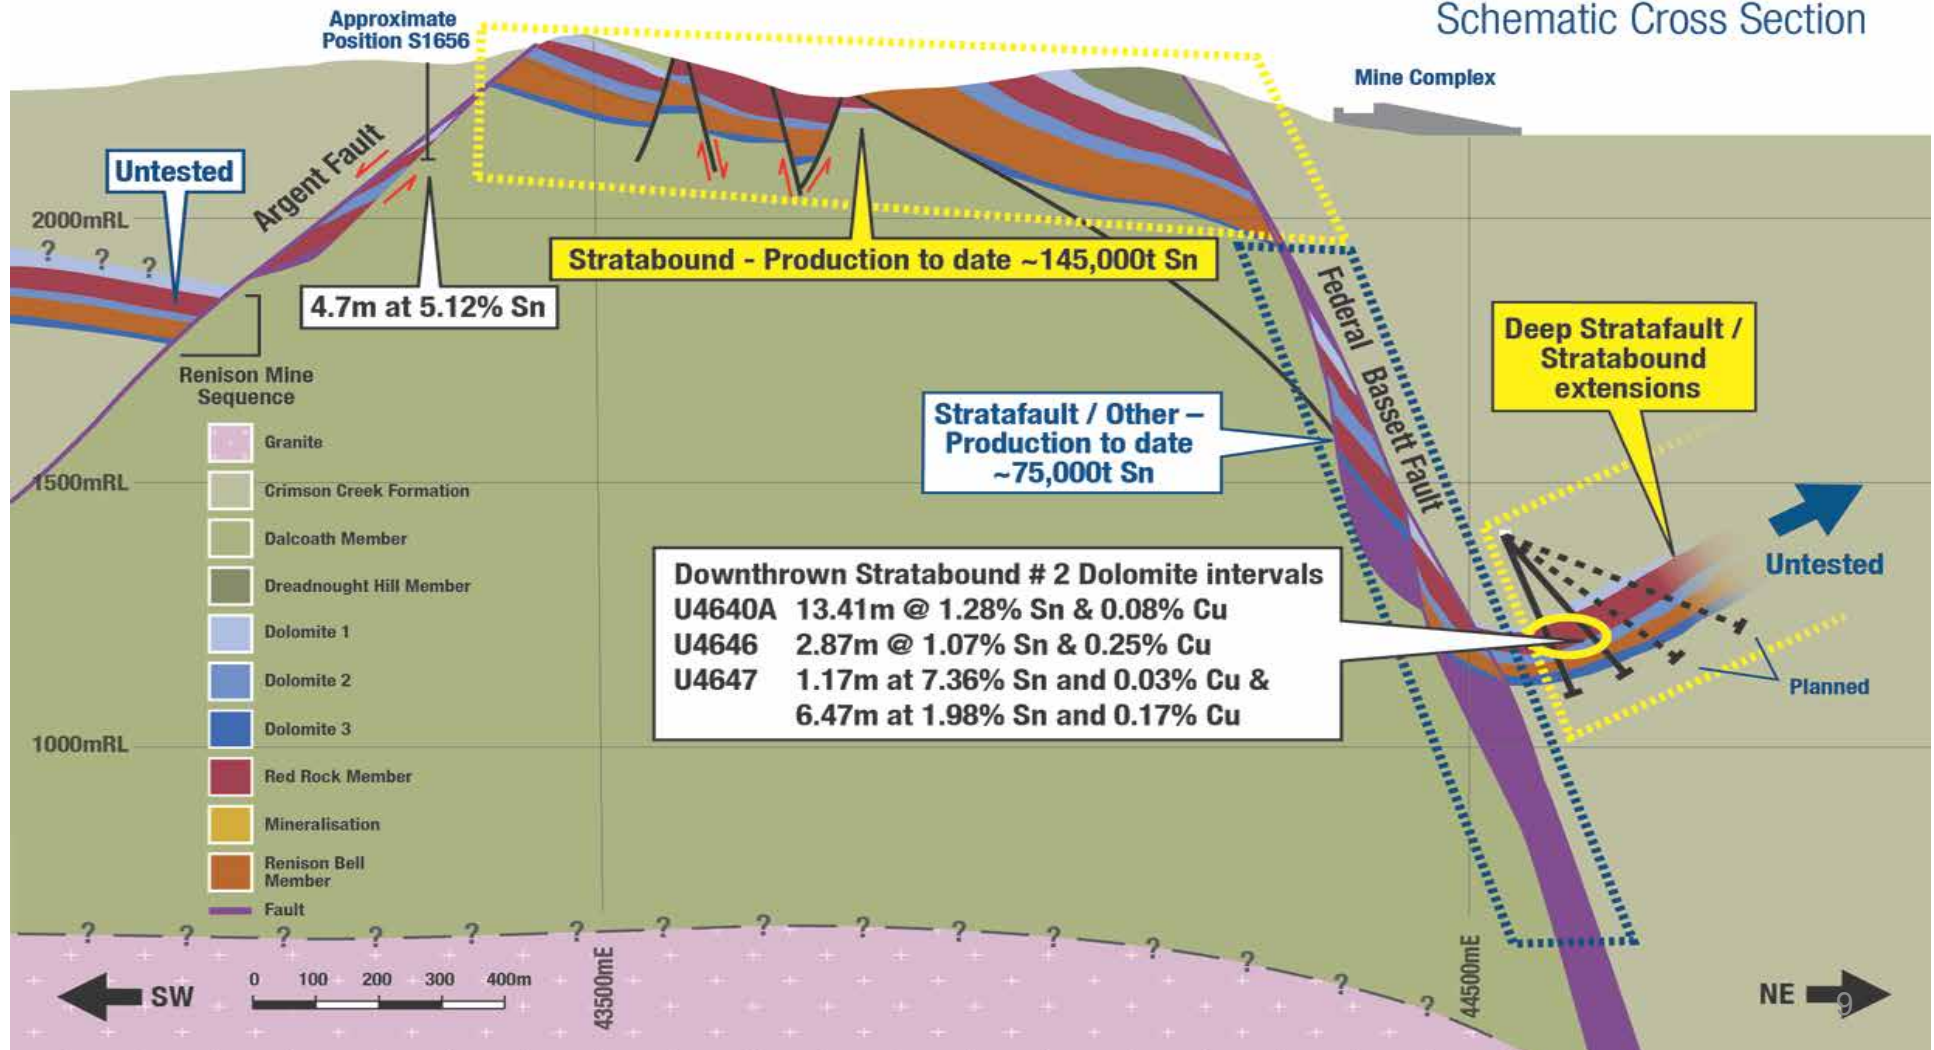 Schematic Cross Section
Approximate
Position S1656
Mine Complex
Untested
Argent Fault
2000mRL
? ? ?
Stratabound - Production to date ~145,000t Sn
4.7m at 5.12% Sn
Federal Bassett Fault
Deep Stratafault /
Stratabound
extensions
Renison Mine
Sequence
Stratafault / Other –
Production to date
~75,000t Sn
Granite
Crimson Creek Formation
Dalcoath Member
Dreadnought Hill Member
Dolomite 1
Dolomite 2
Dolomite 3
Red Rock Member
Mineralisation
Renison Bell
Member
Fault
1500mRL
Untested
Downthrown Stratabound # 2 Dolomite intervals
U4640A 13.41m @ 1.28% Sn & 0.08% Cu
U4646 2.87m @ 1.07% Sn & 0.25% Cu
U4647 1.17m at 7.36% Sn and 0.03% Cu &
6.47m at 1.98% Sn and 0.17% Cu
Planned
1000mRL
? ? ? ? ? ? ? ? ? ? ? ? ? ? ?
SW
0 100 200 300 400m
43500mE
44500mE
NE
9